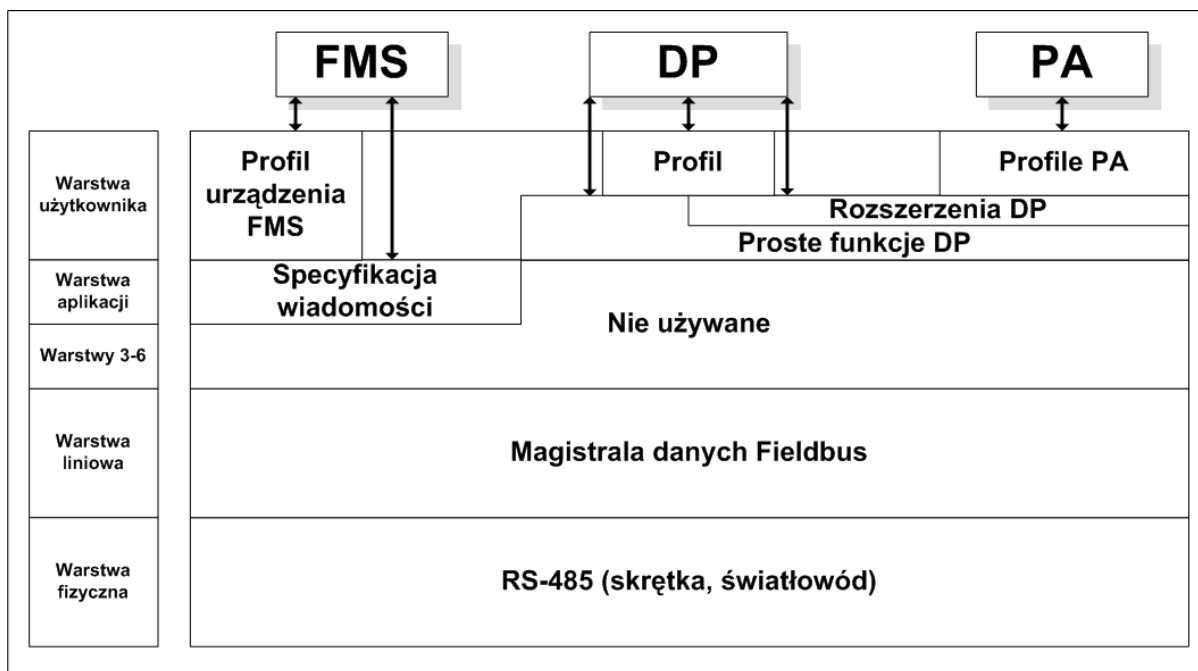 FMS
DP
PA
Warstwa
użytkownika
Profil
urządzenia
FMS
Profil
Profile PA
Rozszerzenia DP
Proste funkcje DP
Warstwa
aplikacji
Specyfikacja
wiadomości
Nie używane
Warstwy 3-6
Warstwa
liniowa
Magistrala danych Fieldbus
Warstwa
fizyczna
RS-485 (skrętka, światłowód)